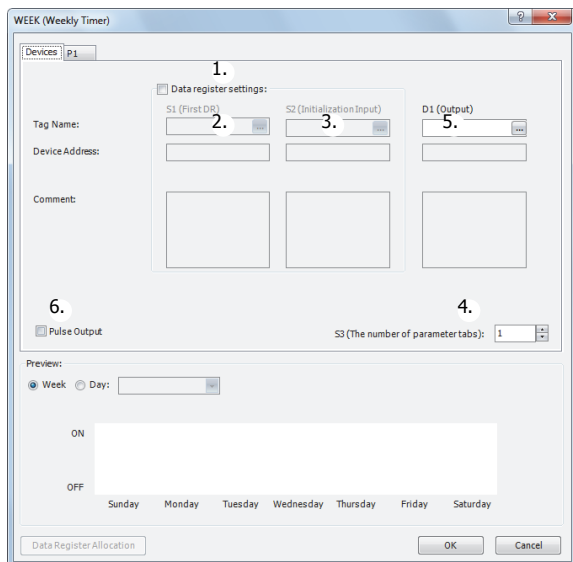 WEEK (Weekly Timer)
Devices P1
1.
Data register settings:
S1 (First DR) S2 (Initialization Input) D1 (Output)
Tag Name: 2. ... 3. ... 5. ...
Device Address:
Comment:
6. 4.
Pulse Output S3 (The number of parameter tabs): 1
Preview:
Week Day:
ON
OFF
Sunday Monday Tuesday Wednesday Thursday Friday Saturday
Data Register Allocation OK Cancel